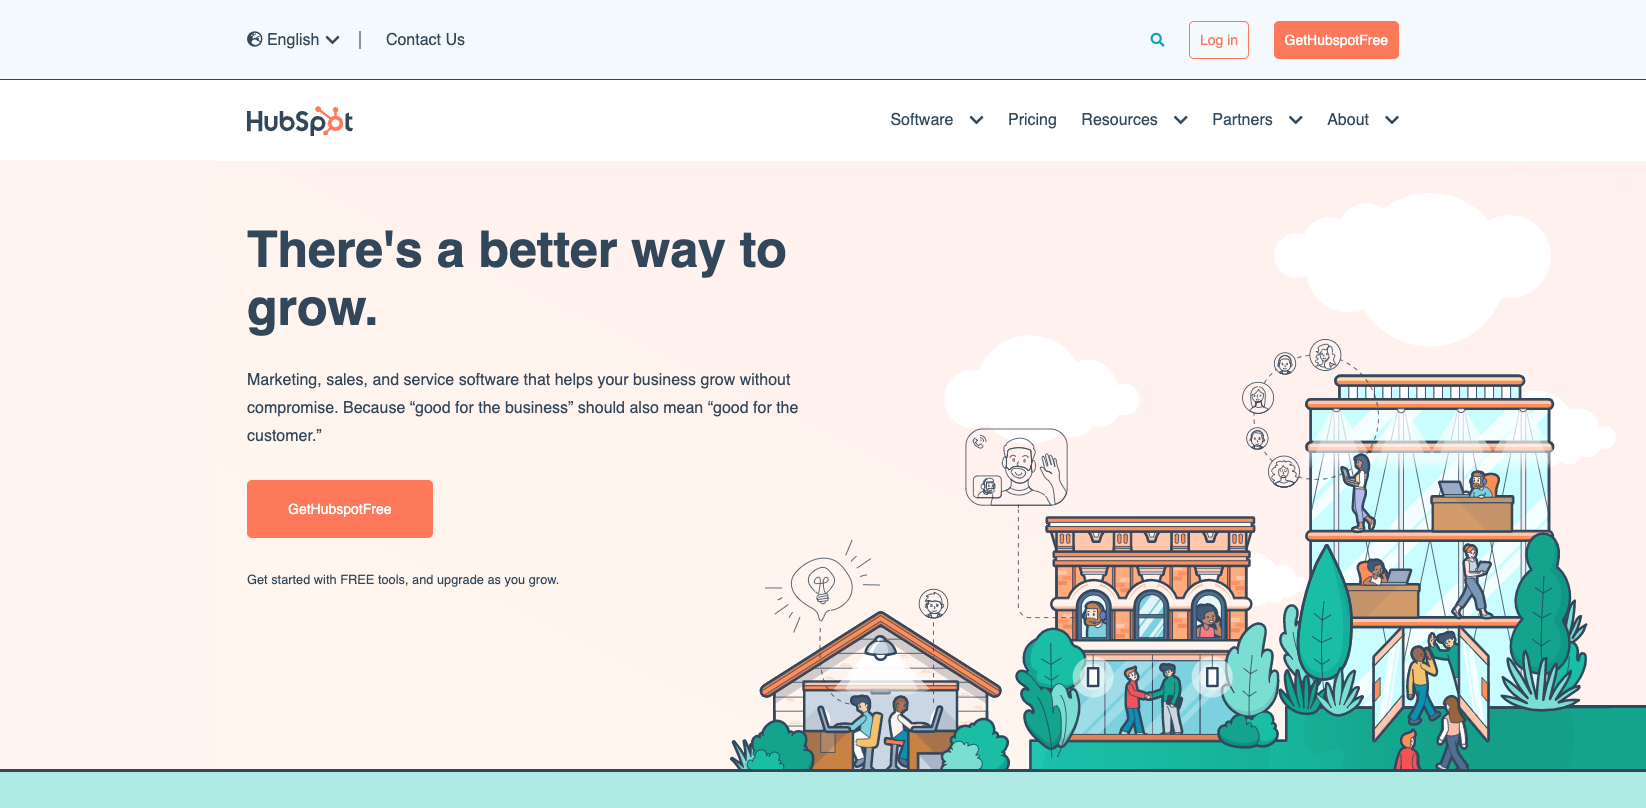 English | Contact Us
Log in
GetHubspotFree
HubSpot
Software
Pricing
Resources
Partners
About
There's a better way to
grow.
Marketing, sales, and service software that helps your business grow without
compromise. Because “good for the business” should also mean “good for the
customer.”
GetHubspotFree
Get started with FREE tools, and upgrade as you grow.